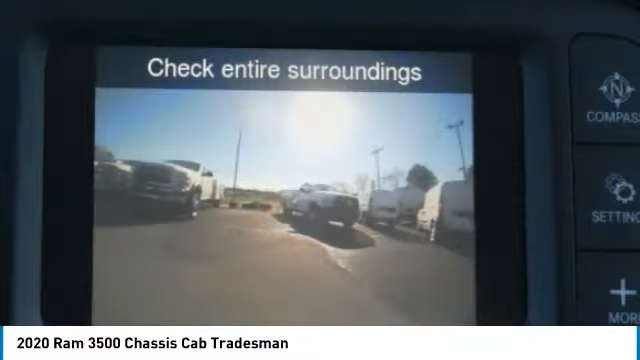 Check entire surroundings
N
COMPASS
SETTING
MORE
2020 Ram 3500 Chassis Cab Tradesman